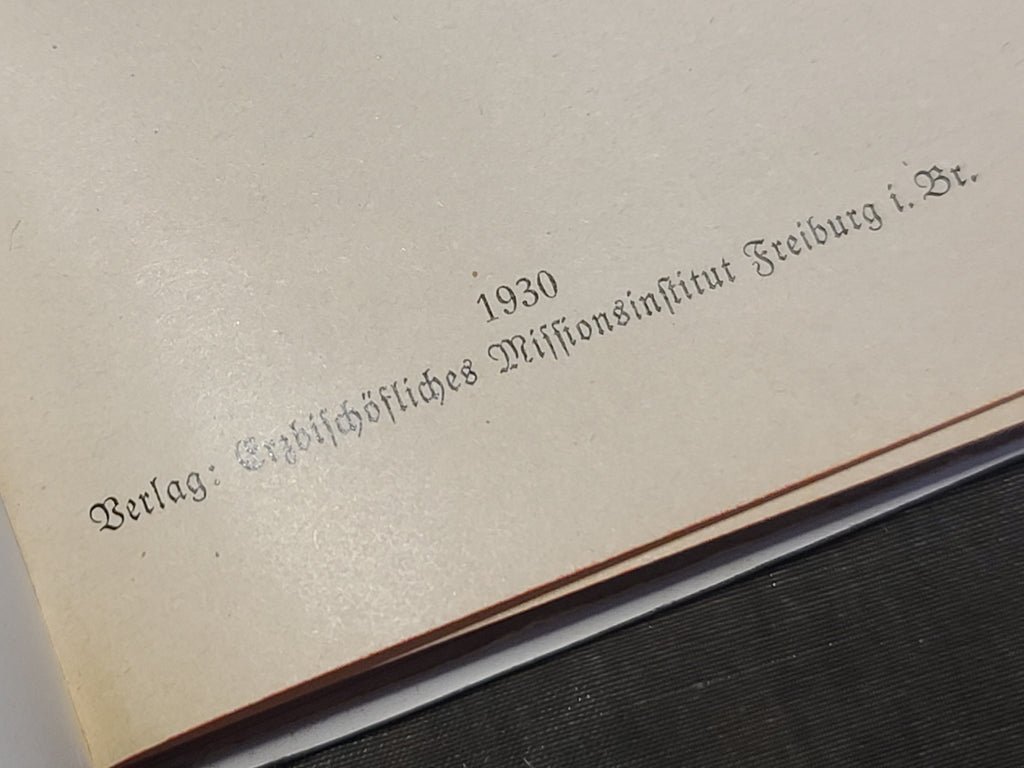 1930
Verlag: Erzbischöfliches Missionsinstitut Freiburg i. Br.